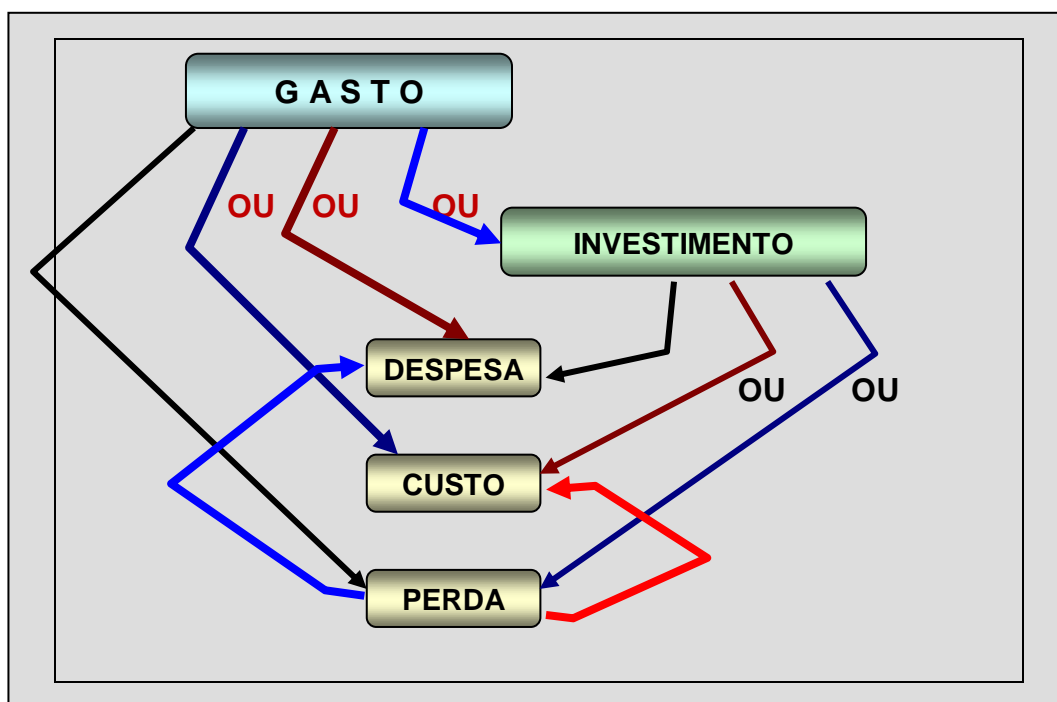 G A S T O
OU OU OU
INVESTIMENTO
DESPESA
OU OU
CUSTO
PERDA